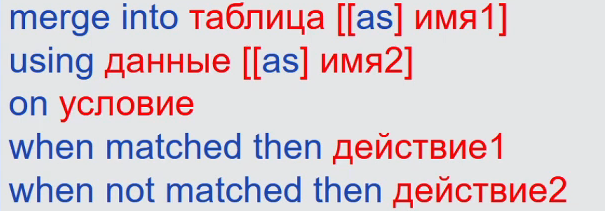 merge into таблица [[as] имя1]
using данные [[as] имя2]
on условие
when matched then действие1
when not matched then действие2